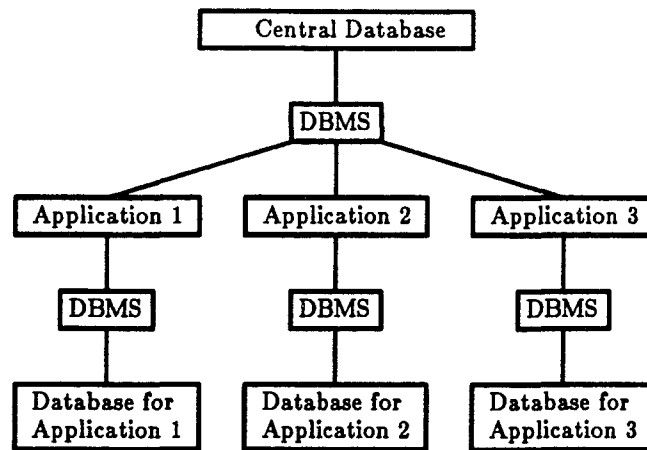 Central Database
DBMS
Application 1
Application 2
Application 3
DBMS
DBMS
DBMS
Database for
Application 1
Database for
Application 2
Database for
Application 3